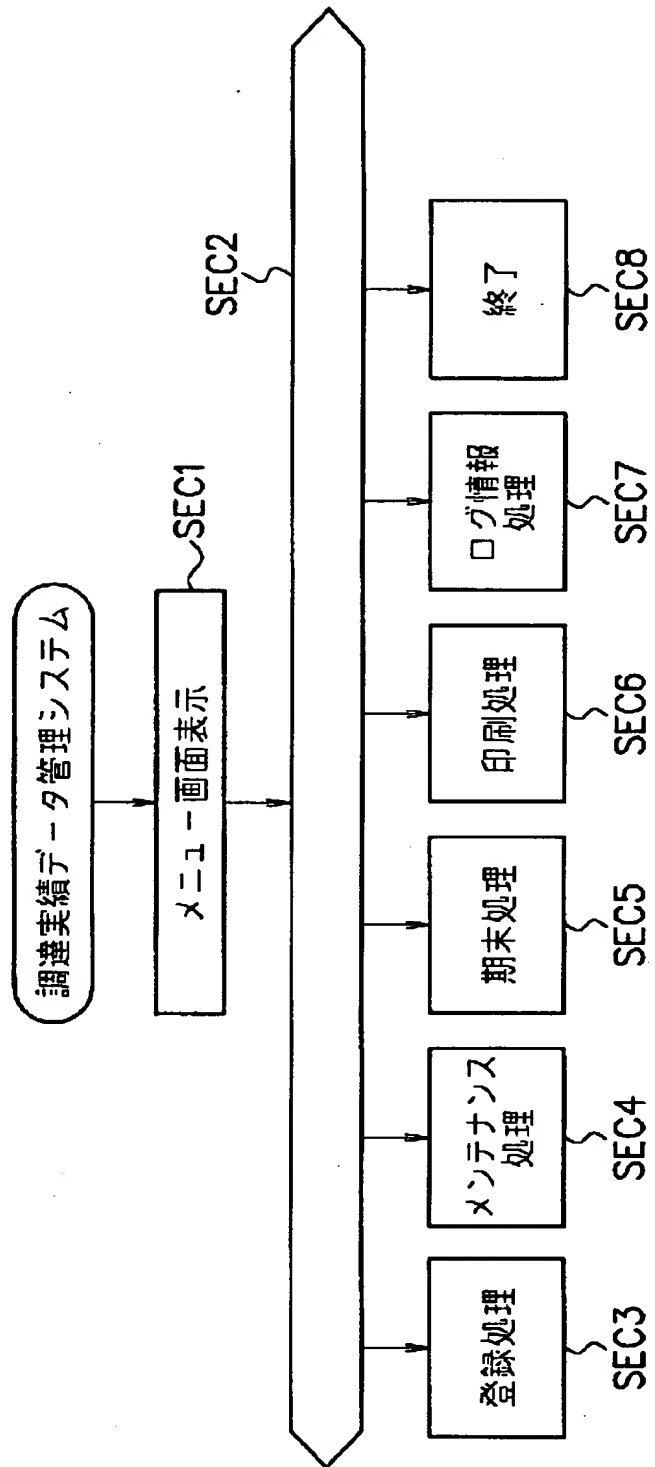 調達実績データ管理システム
メニュー画面表示
SEC1
SEC2
登録処理
SEC3
メンテナンス
処理
SEC4
期末処理
SEC5
印刷処理
SEC6
ログ情報
処理
SEC7
終了
SEC8